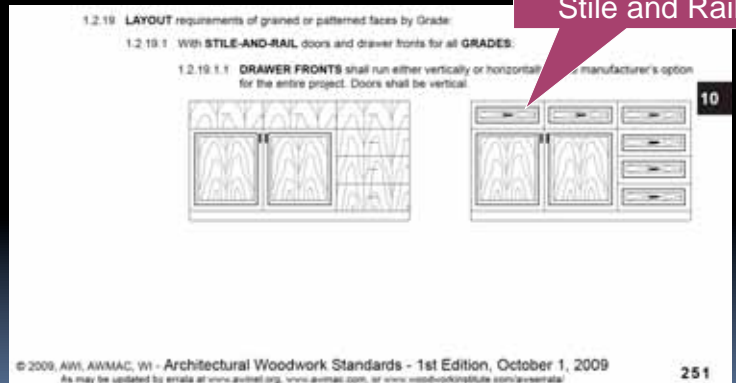 Stile and Rail
1.2.19 LAYOUT requirements of grained or patterned faces by Grade:
1.2.19.1 With STILE-AND-RAIL doors and drawer fronts for all GRADES:
1.2.19.1.1 DRAWER FRONTS shall run either vertically or horizontally manufacturer's option
for the entire project. Doors shall be vertical.
10
© 2009, AWI, AWMAC, WI - Architectural Woodwork Standards - 1st Edition, October 1, 2009
As may be updated by errata at www.awinet.org, www.awmac.com, or www.woodworkinstitute.com/awserrata/
251